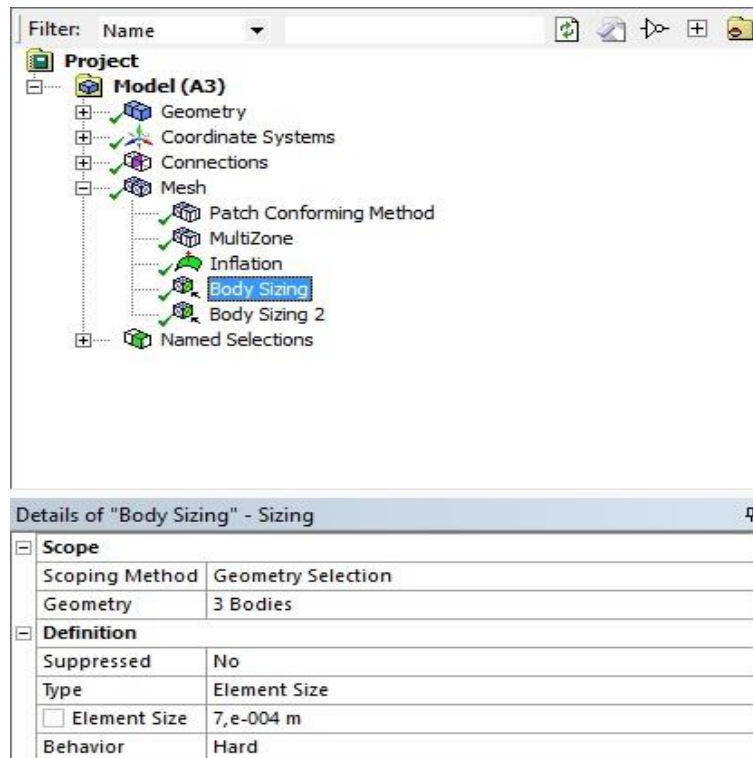 Filter: Name
Project
Model (A3)
Geometry
Coordinate Systems
Connections
Mesh
Patch Conforming Method
MultiZone
Inflation
Body Sizing
Body Sizing 2
Named Selections
Details of "Body Sizing" - Sizing
Scope
Scoping Method Geometry Selection
Geometry 3 Bodies
Definition
Suppressed No
Type Element Size
Element Size 7,e-004 m
Behavior Hard